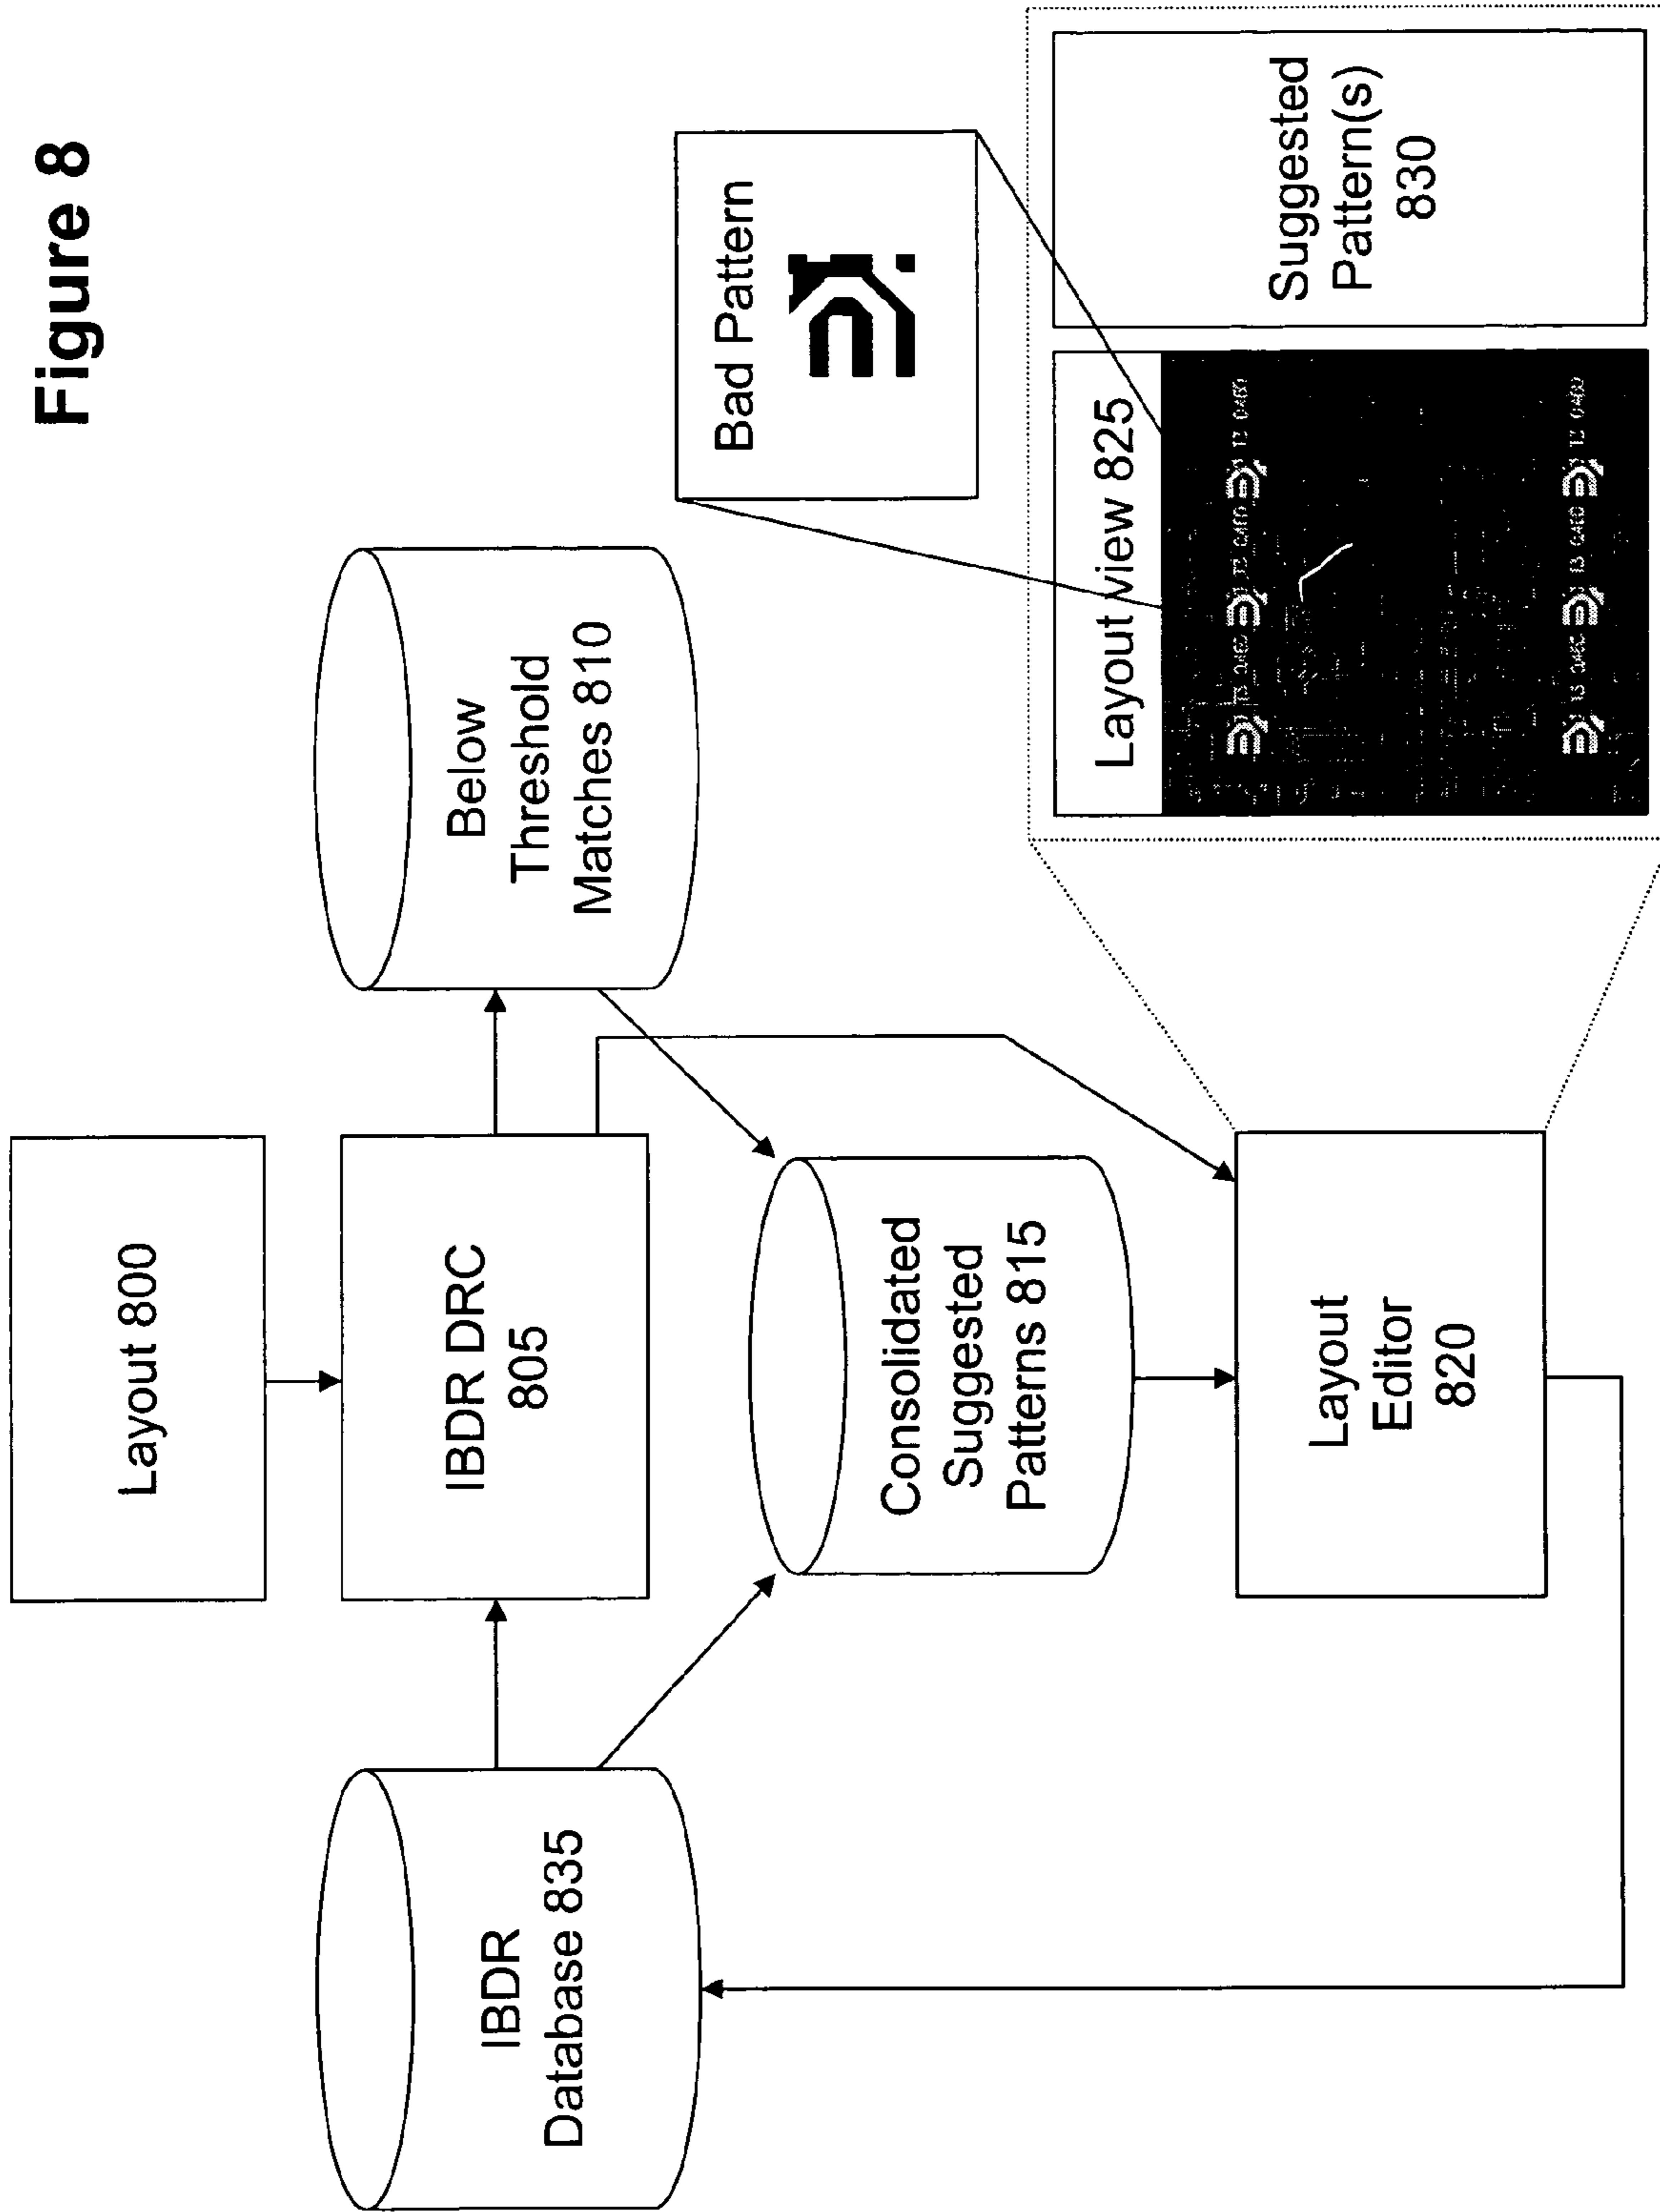 Figure 8
Layout 800
IBDR DRC
805
IBDR
Database 835
Below
Threshold
Matches 810
Consolidated
Suggested
Patterns 815
Layout
Editor
820
Bad Pattern
Layout view 825
Suggested
Pattern(s)
830